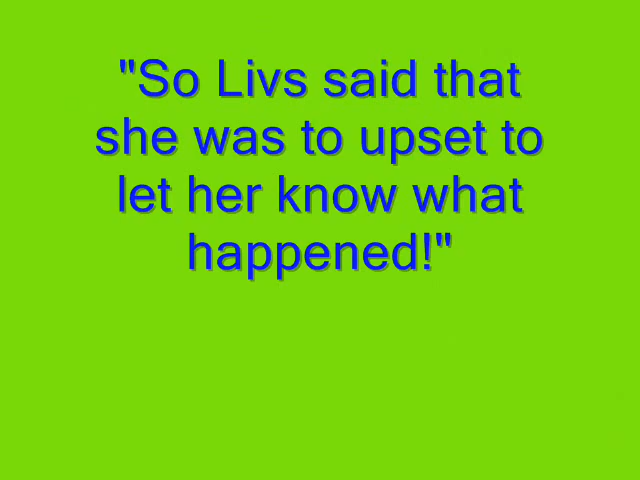 "So Livs said that
she was to upset to
let her know what
happened!"